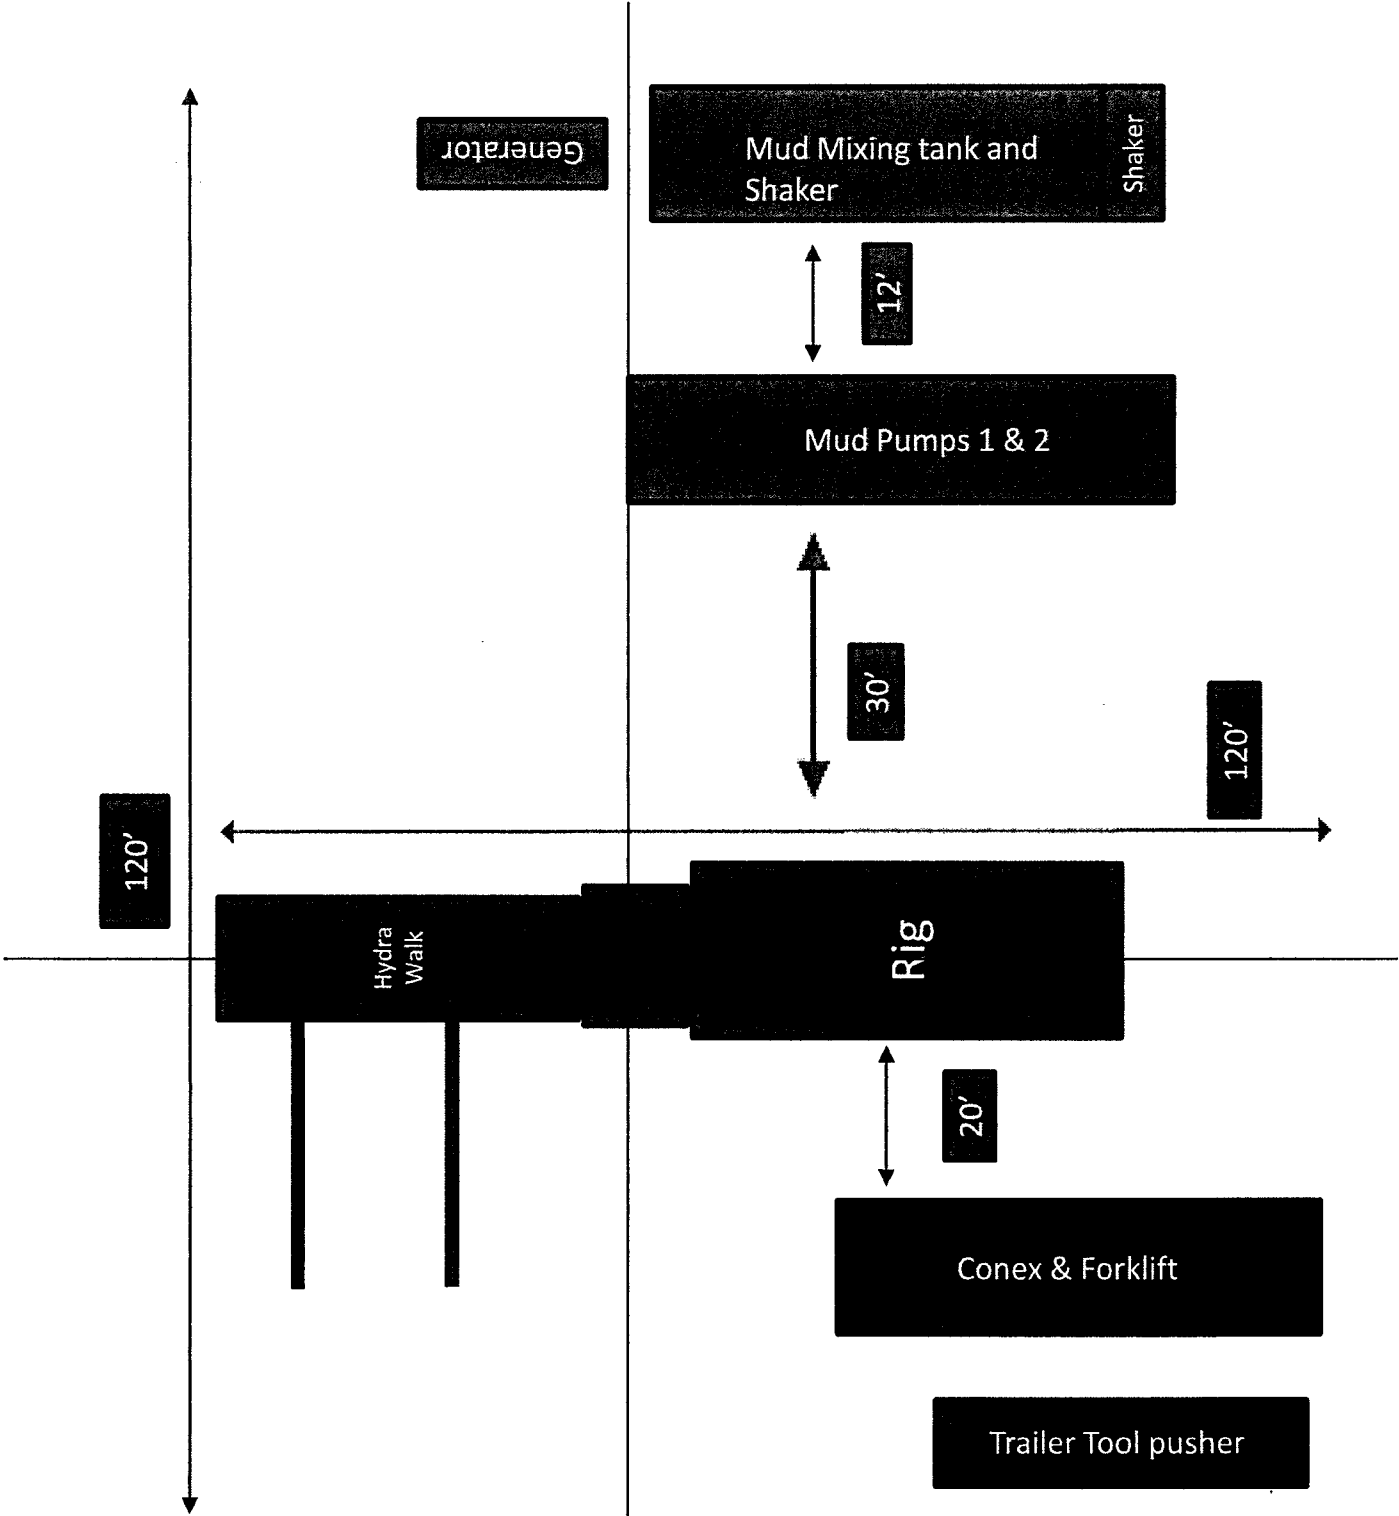 Generator
Mud Mixing tank and
Shaker
Shaker
12’
Mud Pumps 1 & 2
30’
120’
120’
Hydra
Walk
Rig
20’
Conex & Forklift
Trailer Tool pusher